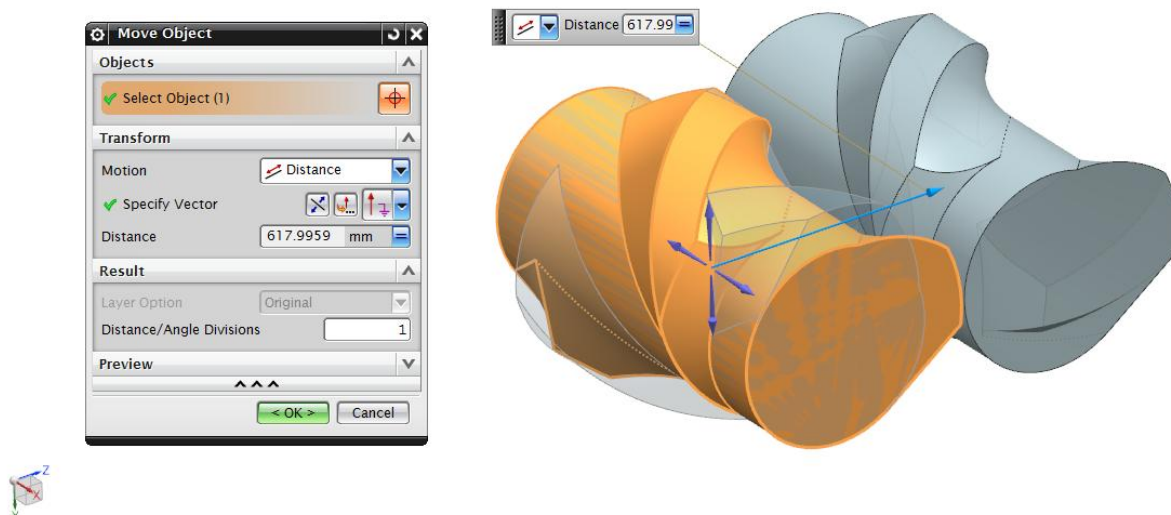 Move Object
Objects
Select Object (1)
Transform
Motion
Distance
Specify Vector
Distance
617.9959 mm
Result
Layer Option
Original
Distance/Angle Divisions
1
Preview
< OK >
Cancel
Distance 617.99
Z
X
Y